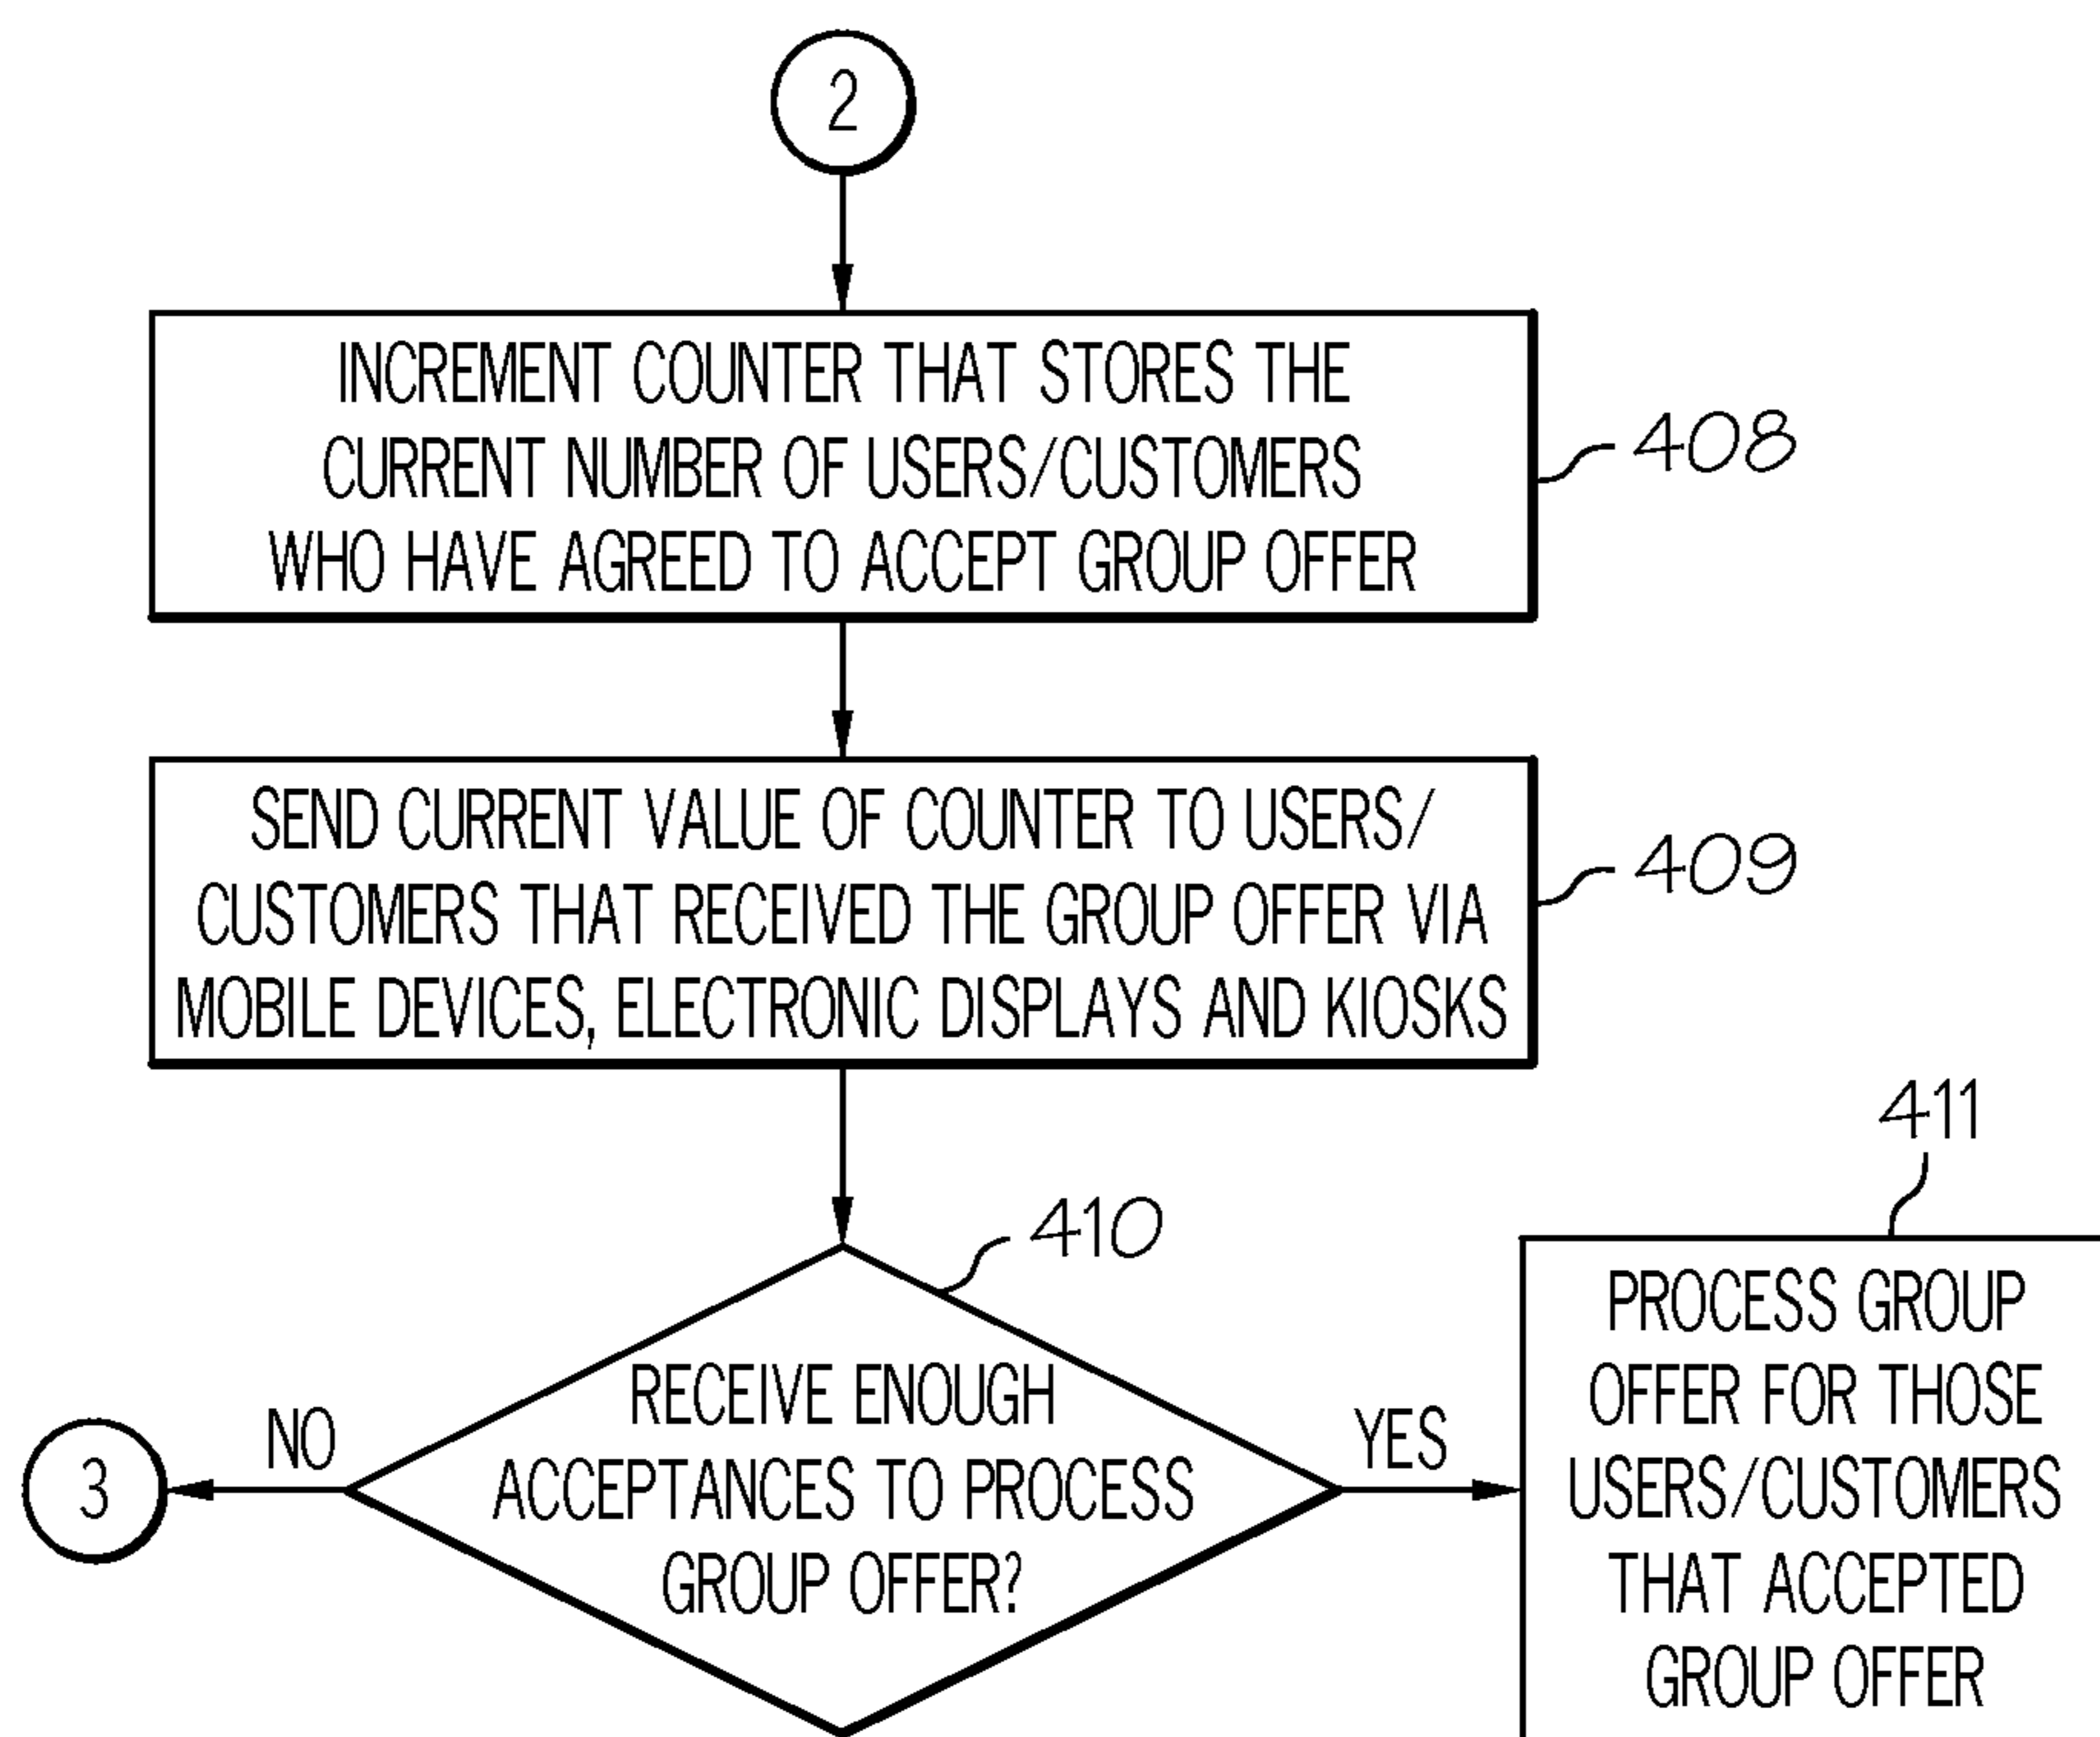 2
INCREMENT COUNTER THAT STORES THE
CURRENT NUMBER OF USERS/CUSTOMERS
WHO HAVE AGREED TO ACCEPT GROUP OFFER
408
SEND CURRENT VALUE OF COUNTER TO USERS/
CUSTOMERS THAT RECEIVED THE GROUP OFFER VIA
MOBILE DEVICES, ELECTRONIC DISPLAYS AND KIOSKS
409
410
RECEIVE ENOUGH
ACCEPTANCES TO PROCESS
GROUP OFFER?
NO
3
YES
411
PROCESS GROUP
OFFER FOR THOSE
USERS/CUSTOMERS
THAT ACCEPTED
GROUP OFFER